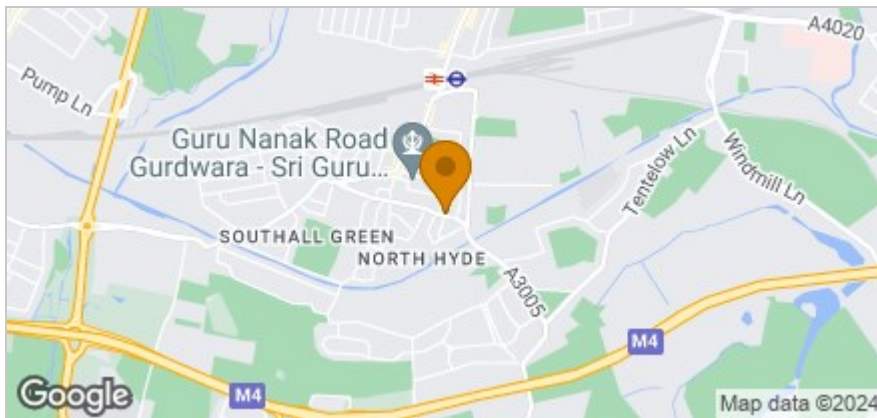 A4020
Pump Ln
Guru Nanak Road
Gurdwara - Sri Guru...
Tentelow Ln
Windmill Ln
SOUTHALL GREEN
NORTH HYDE
A3005
M4
M4
Google
Map data ©2024